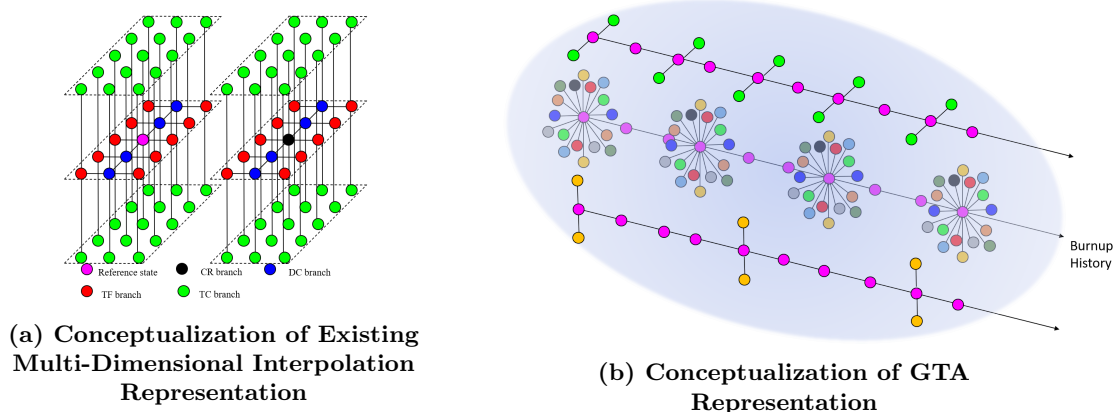 Reference state
CR branch
DC branch
TF branch
TC branch
(a) Conceptualization of Existing
Multi-Dimensional Interpolation
Representation
Burnup
History
(b) Conceptualization of GTA
Representation